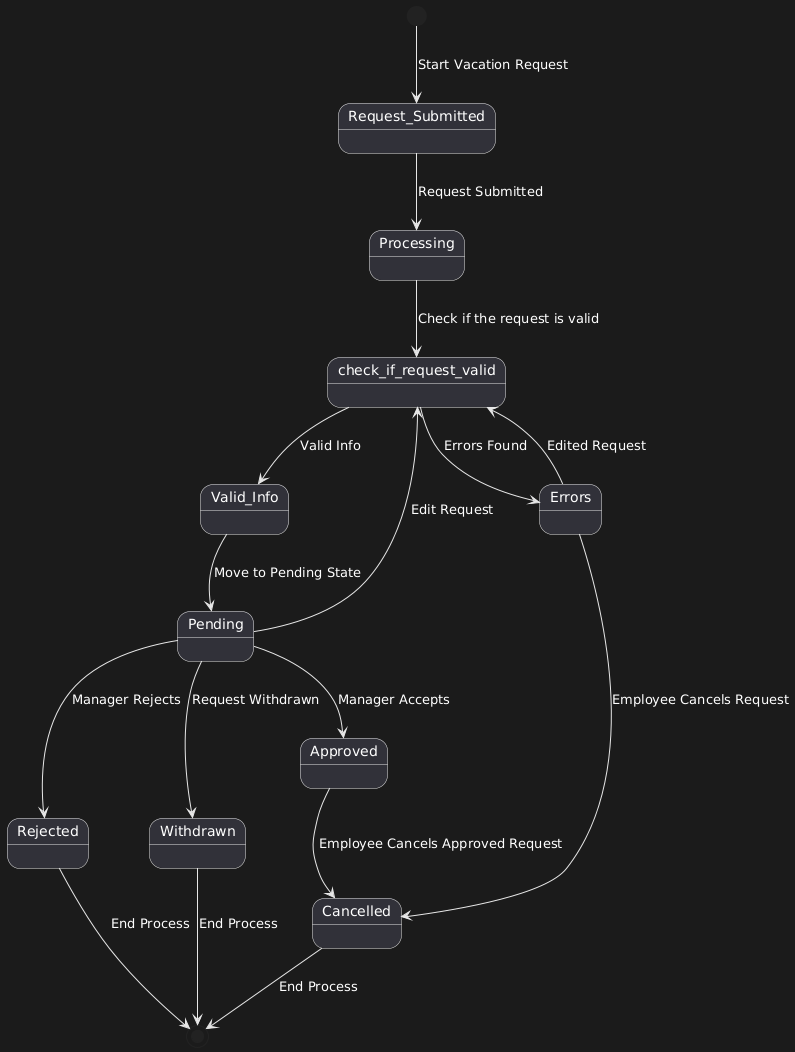 Start Vacation Request
Request_Submitted
Request Submitted
Processing
Check if the request is valid
check_if_request_valid
Valid Info
Errors Found
Edited Request
Valid_Info
Errors
Edit Request
Move to Pending State
Pending
Manager Rejects
Request Withdrawn
Manager Accepts
Employee Cancels Request
Approved
Rejected
Withdrawn
Employee Cancels Approved Request
Cancelled
End Process
End Process
End Process